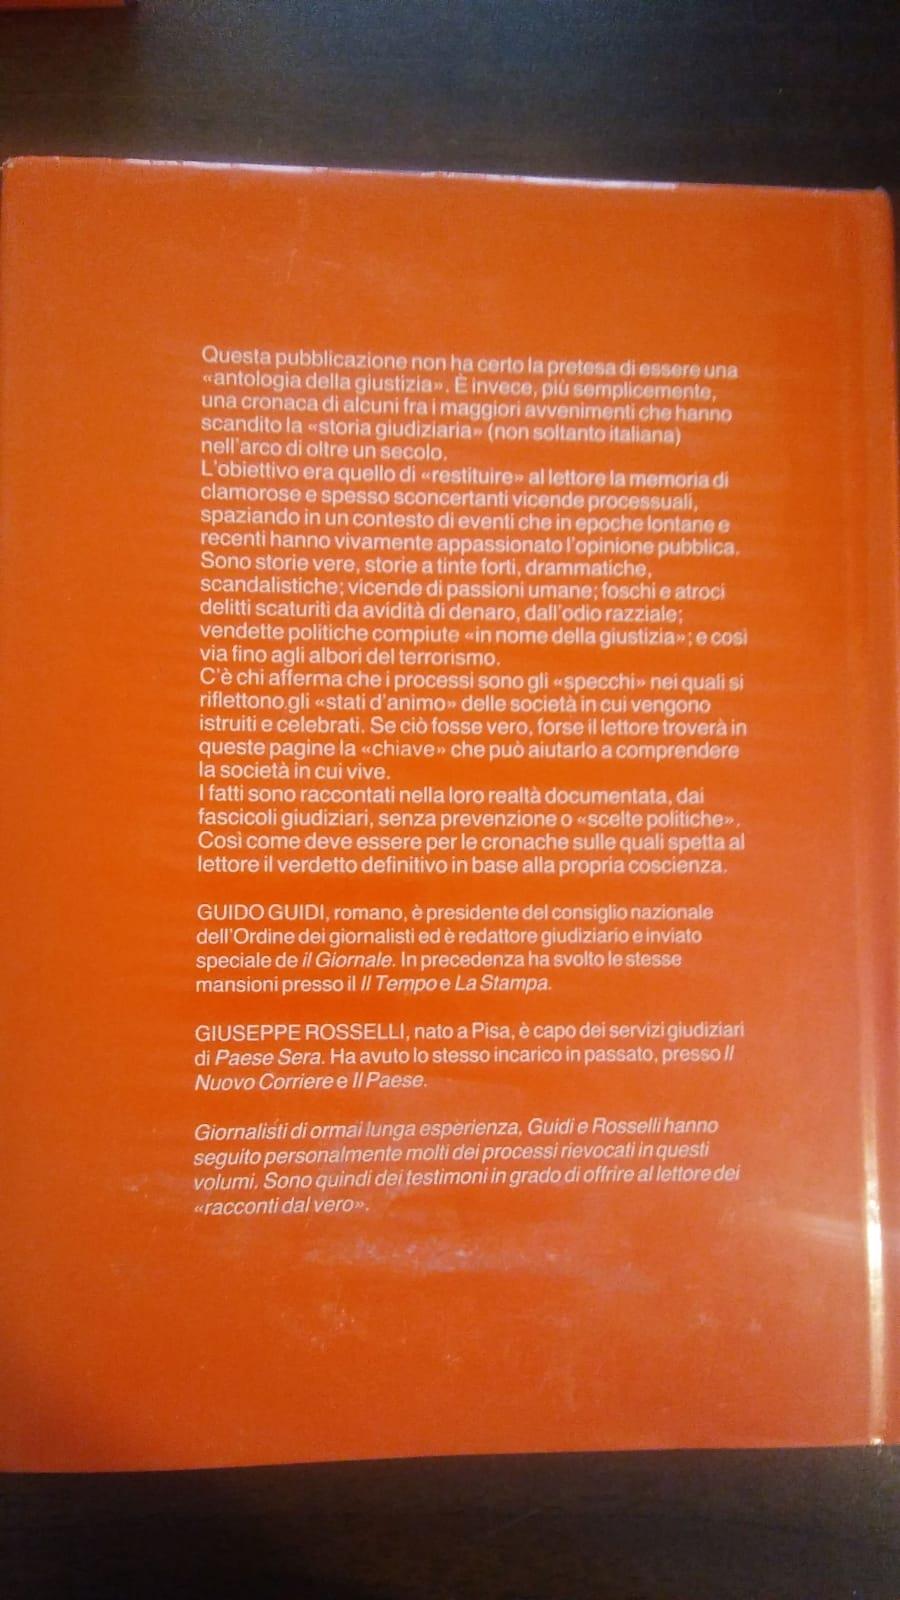 Questa pubblicazione non ha certo la pretesa di essere una
«antologia della giustizia». È invece, più semplicemente,
una cronaca di alcuni fra i maggiori avvenimenti che hanno
scandito la «storia giudiziaria» (non soltanto italiana)
nell'arco di oltre un secolo.
L'obiettivo era quello di «restituire» al lettore la memoria di
clamorose e spesso sconcertanti vicende processuali,
spaziando in un contesto di eventi che in epoche lontane e
recenti hanno vivamente appassionato l'opinione pubblica.
Sono storie vere, storie a tinte forti, drammatiche,
scandalistiche; vicende di passioni umane; foschi e atroci
delitti scaturiti da avidità di denaro, dall'odio razziale;
vendette politiche compiute «in nome della giustizia»; e così
via fino agli albori del terrorismo.
C'è chi afferma che i processi sono gli «specchi» nei quali si
riflettono gli «stati d'animo» delle società in cui vengono
istruiti e celebrati. Se ciò fosse vero, forse il lettore troverà in
queste pagine la «chiave» che può aiutarlo a comprendere
la società in cui vive.
I fatti sono raccontati nella loro realtà documentata, dai
fascicoli giudiziari, senza prevenzione o «scelte politiche».
Così come deve essere per le cronache sulle quali spetta al
lettore il verdetto definitivo in base alla propria coscienza.
GUIDO GUIDI, romano, è presidente del consiglio nazionale
dell'Ordine dei giornalisti ed è redattore giudiziario e inviato
speciale de il Giornale. In precedenza ha svolto le stesse
mansioni presso il Il Tempo e La Stampa.
GIUSEPPE ROSSELLI, nato a Pisa, è capo dei servizi giudiziari
di Paese Sera. Ha avuto lo stesso incarico in passato, presso Il
Nuovo Corriere e Il Paese.
Giornalisti di ormai lunga esperienza, Guidi e Rosselli hanno
seguito personalmente molti dei processi rievocati in questi
volumi. Sono quindi dei testimoni in grado di offrire al lettore dei
«racconti dal vero».